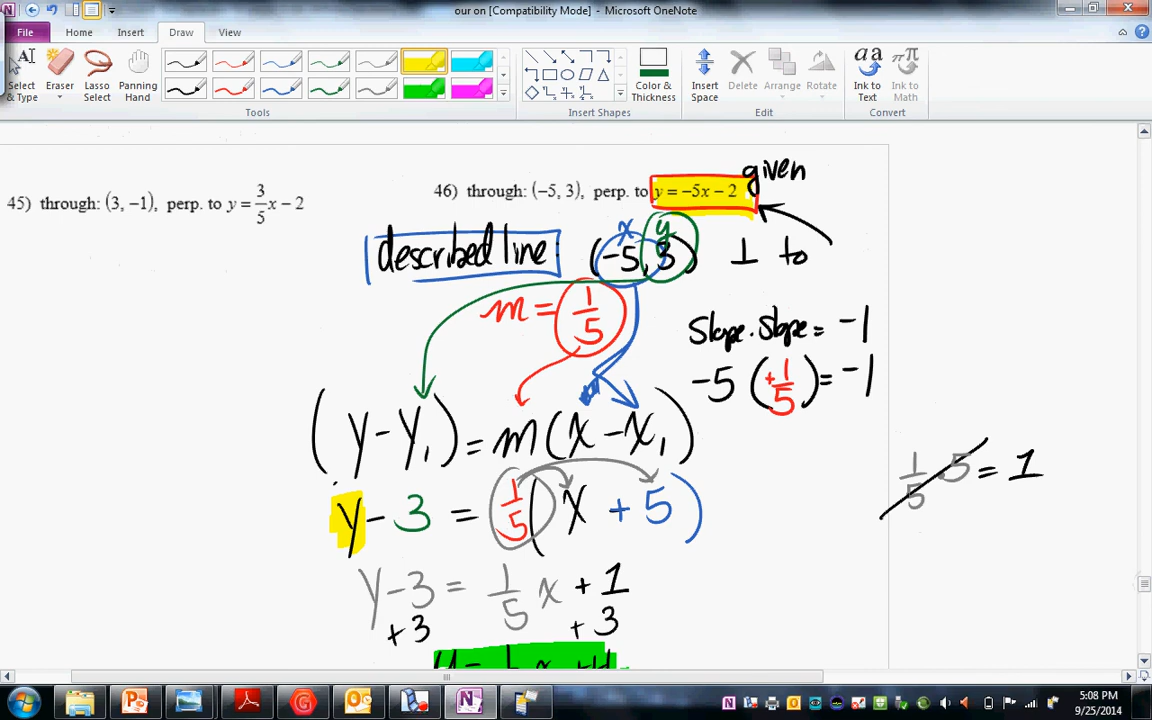 our on [Compatibility Mode] - Microsoft OneNote
File Home Insert Draw View
Select & Type
Eraser
Lasso Select
Panning Hand
Color & Thickness
Insert Space
Delete
Arrange
Rotate
Ink to Text
Ink to Math
Tools
Insert Shapes
Edit
Convert
45) through: (3, −1), perp. to y = 3/5 x − 2
46) through: (−5, 3), perp. to y = −5x − 2
given
described line (-5, 3) ⊥ to
x y
m = 1/5
Slope · Slope = -1
-5 (+1/5) = -1
(y - y₁) = m(x - x₁)
1/5 · 5 = 1
y - 3 = 1/5 (x + 5)
y - 3 = 1/5 x + 1
+3 +3
y = 1/5 x + 4
5:08 PM
9/25/2014